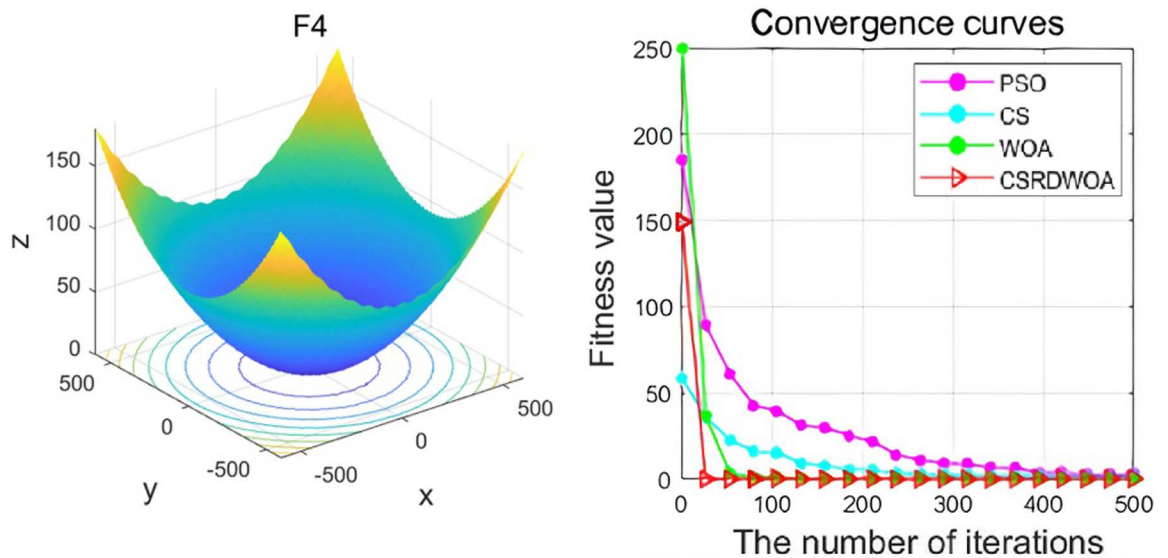 F4
z
150
100
50
0
500
0
-500
y
-500
0
500
x
Convergence curves
Fitness value
250
200
150
100
50
0
PSO
CS
WOA
CSRDWOA
0
100
200
300
400
500
The number of iterations